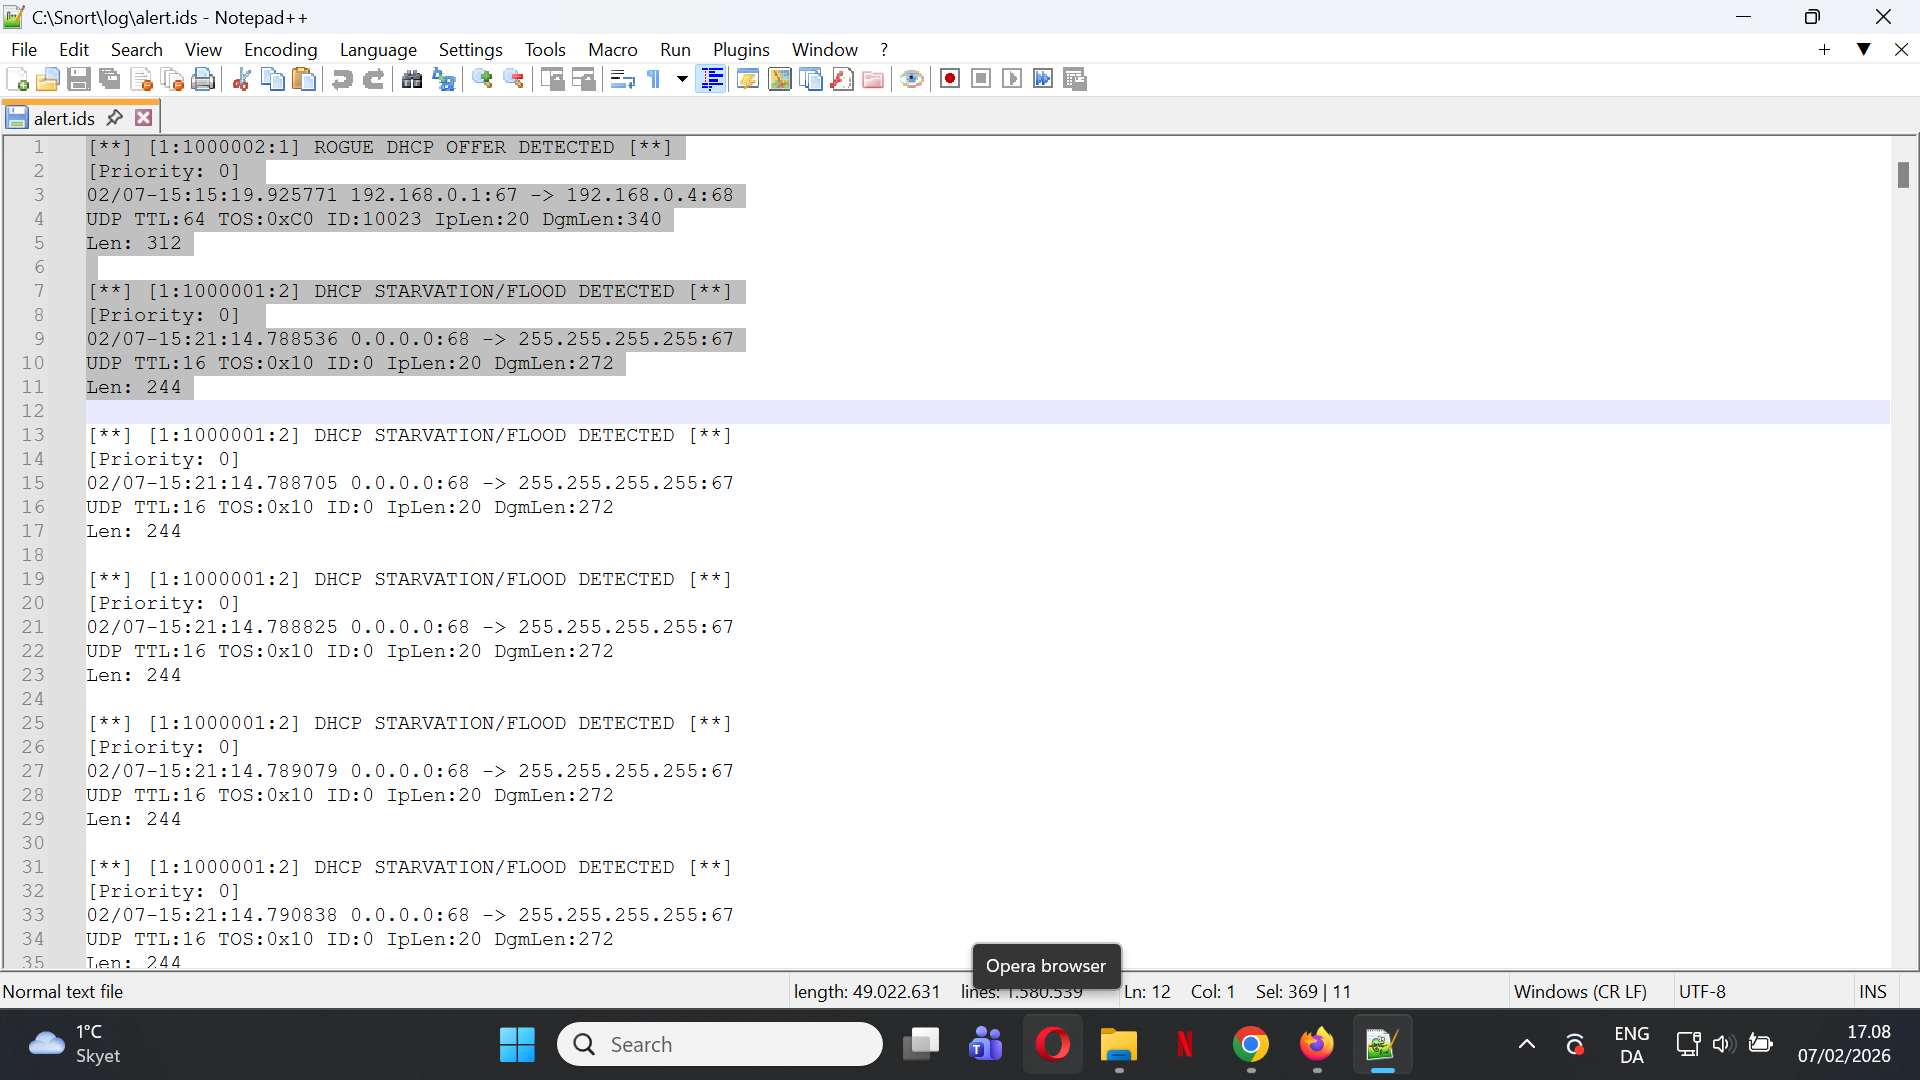 C:\Snort\log\alert.ids - Notepad++
File Edit Search View Encoding Language Settings Tools Macro Run Plugins Window ?
alert.ids
1 [**] [1:1000002:1] ROGUE DHCP OFFER DETECTED [**]
2 [Priority: 0]
3 02/07-15:15:19.925771 192.168.0.1:67 -> 192.168.0.4:68
4 UDP TTL:64 TOS:0xC0 ID:10023 IpLen:20 DgmLen:340
5 Len: 312
6
7 [**] [1:1000001:2] DHCP STARVATION/FLOOD DETECTED [**]
8 [Priority: 0]
9 02/07-15:21:14.788536 0.0.0.0:68 -> 255.255.255.255:67
10 UDP TTL:16 TOS:0x10 ID:0 IpLen:20 DgmLen:272
11 Len: 244
12
13 [**] [1:1000001:2] DHCP STARVATION/FLOOD DETECTED [**]
14 [Priority: 0]
15 02/07-15:21:14.788705 0.0.0.0:68 -> 255.255.255.255:67
16 UDP TTL:16 TOS:0x10 ID:0 IpLen:20 DgmLen:272
17 Len: 244
18
19 [**] [1:1000001:2] DHCP STARVATION/FLOOD DETECTED [**]
20 [Priority: 0]
21 02/07-15:21:14.788825 0.0.0.0:68 -> 255.255.255.255:67
22 UDP TTL:16 TOS:0x10 ID:0 IpLen:20 DgmLen:272
23 Len: 244
24
25 [**] [1:1000001:2] DHCP STARVATION/FLOOD DETECTED [**]
26 [Priority: 0]
27 02/07-15:21:14.789079 0.0.0.0:68 -> 255.255.255.255:67
28 UDP TTL:16 TOS:0x10 ID:0 IpLen:20 DgmLen:272
29 Len: 244
30
31 [**] [1:1000001:2] DHCP STARVATION/FLOOD DETECTED [**]
32 [Priority: 0]
33 02/07-15:21:14.790838 0.0.0.0:68 -> 255.255.255.255:67
34 UDP TTL:16 TOS:0x10 ID:0 IpLen:20 DgmLen:272
35 Len: 244
Opera browser
Normal text file length: 49.022.631 lines: 1.580.539 Ln: 12 Col: 1 Sel: 369 | 11 Windows (CR LF) UTF-8 INS
1°C
Skyet
Search
ENG
DA
17.08
07/02/2026